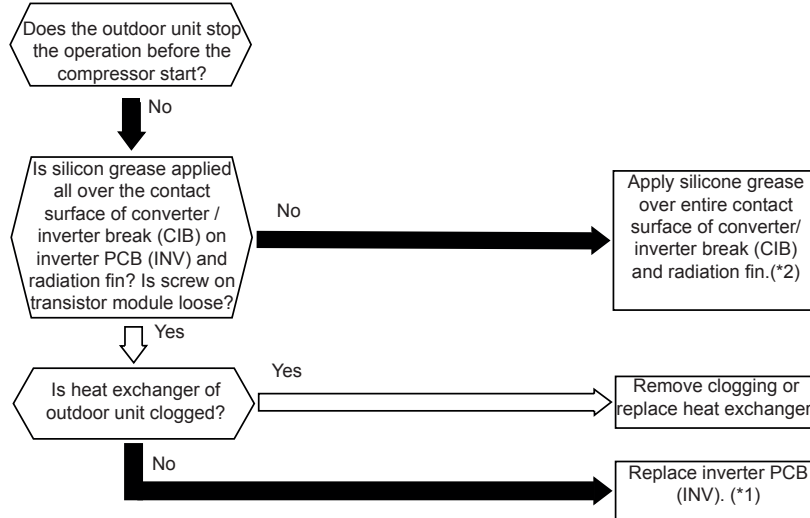 Does the outdoor unit stop
the operation before the
compressor start?
No
Is silicon grease applied
all over the contact
surface of converter /
inverter break (CIB) on
inverter PCB (INV) and
radiation fin? Is screw on
transistor module loose?
No
Apply silicone grease
over entire contact
surface of converter/
inverter break (CIB)
and radiation fin.(*2)
Yes
Is heat exchanger of
outdoor unit clogged?
Yes
Remove clogging or
replace heat exchanger
No
Replace inverter PCB
(INV). (*1)